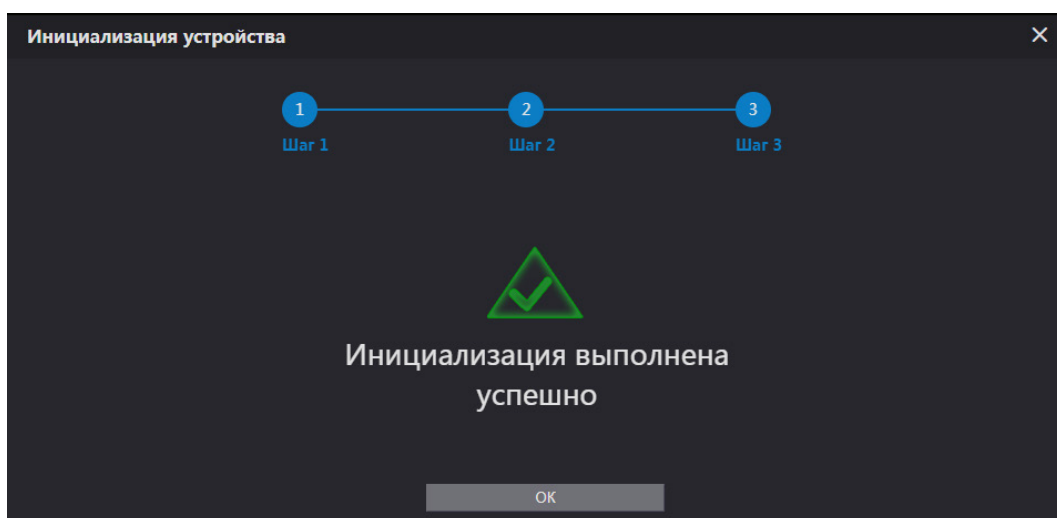 Инициализация устройства
1 2 3
Шаг 1 Шаг 2 Шаг 3
Инициализация выполнена
успешно
OK